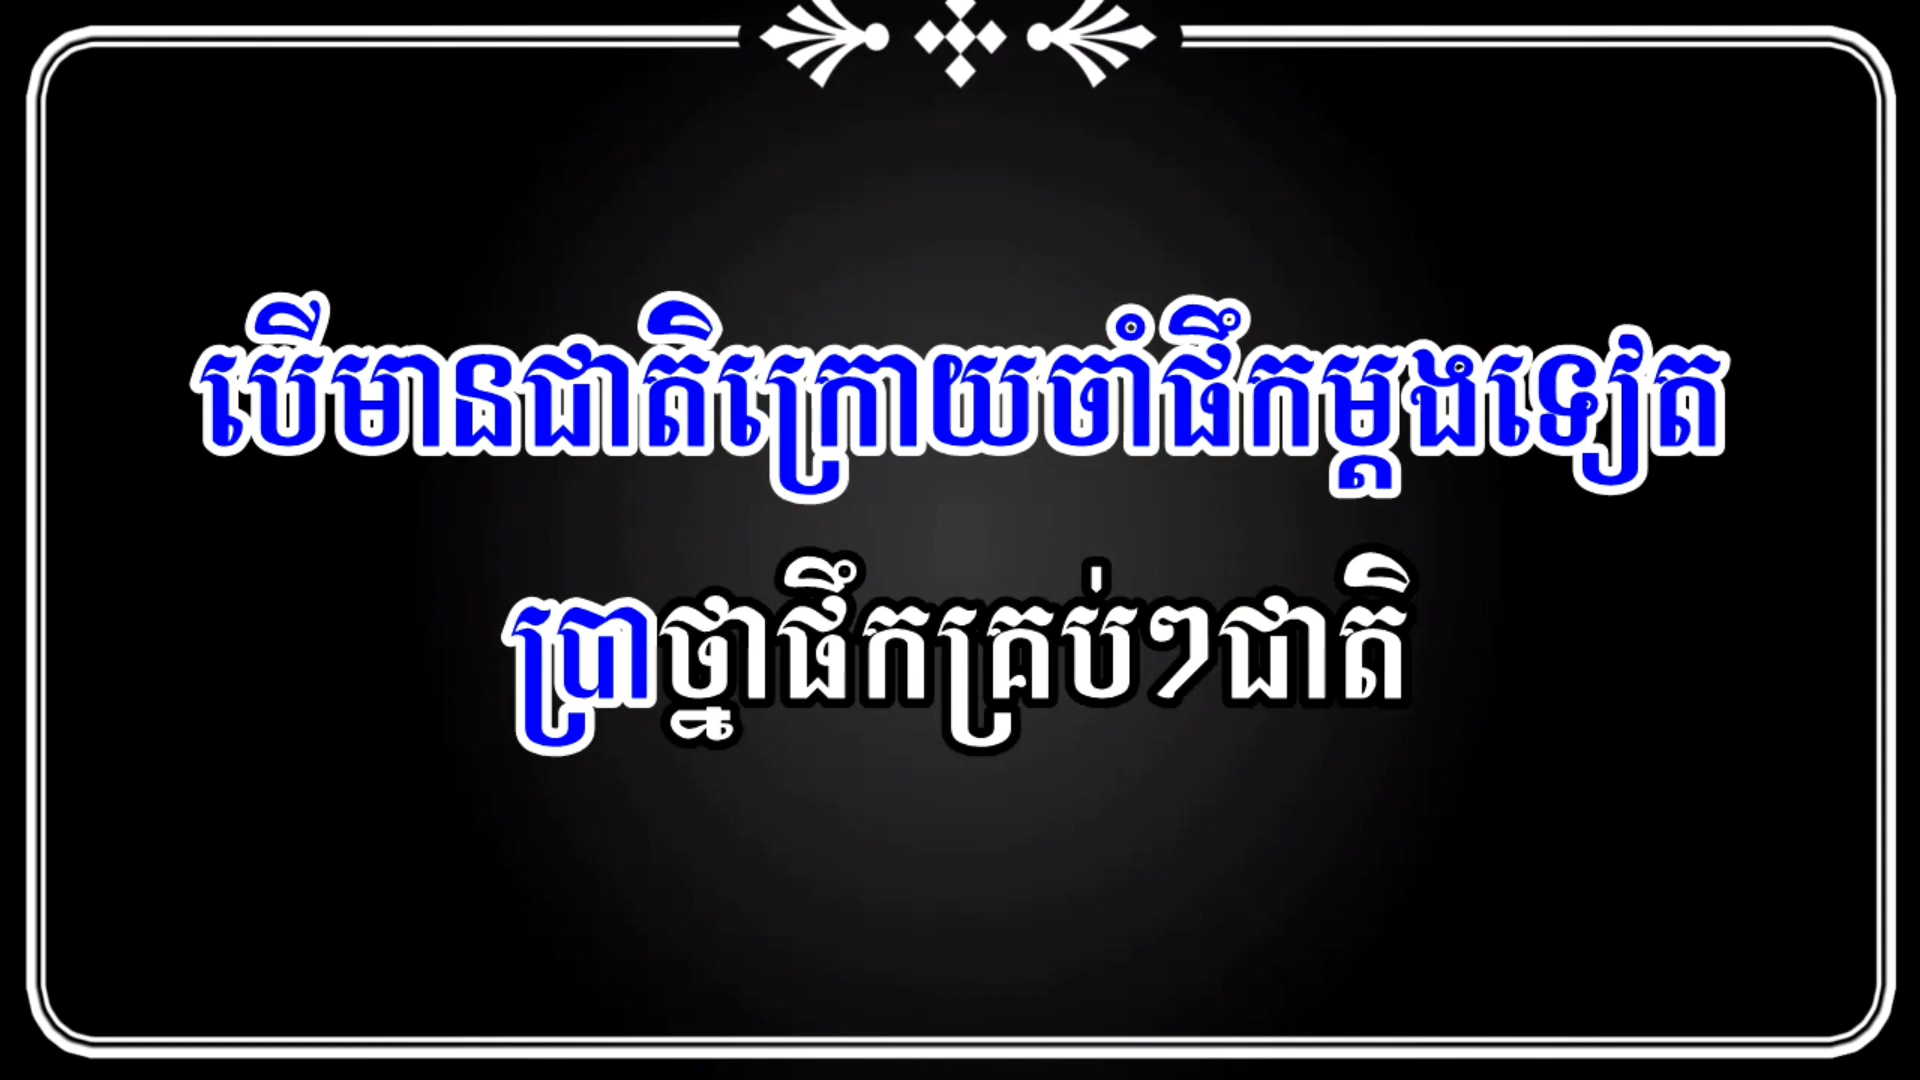 បើមានជាតិក្រោយចាំផឹកម្ដងទៀត
ប្រាថ្នាផឹកគ្រប់ៗជាតិ